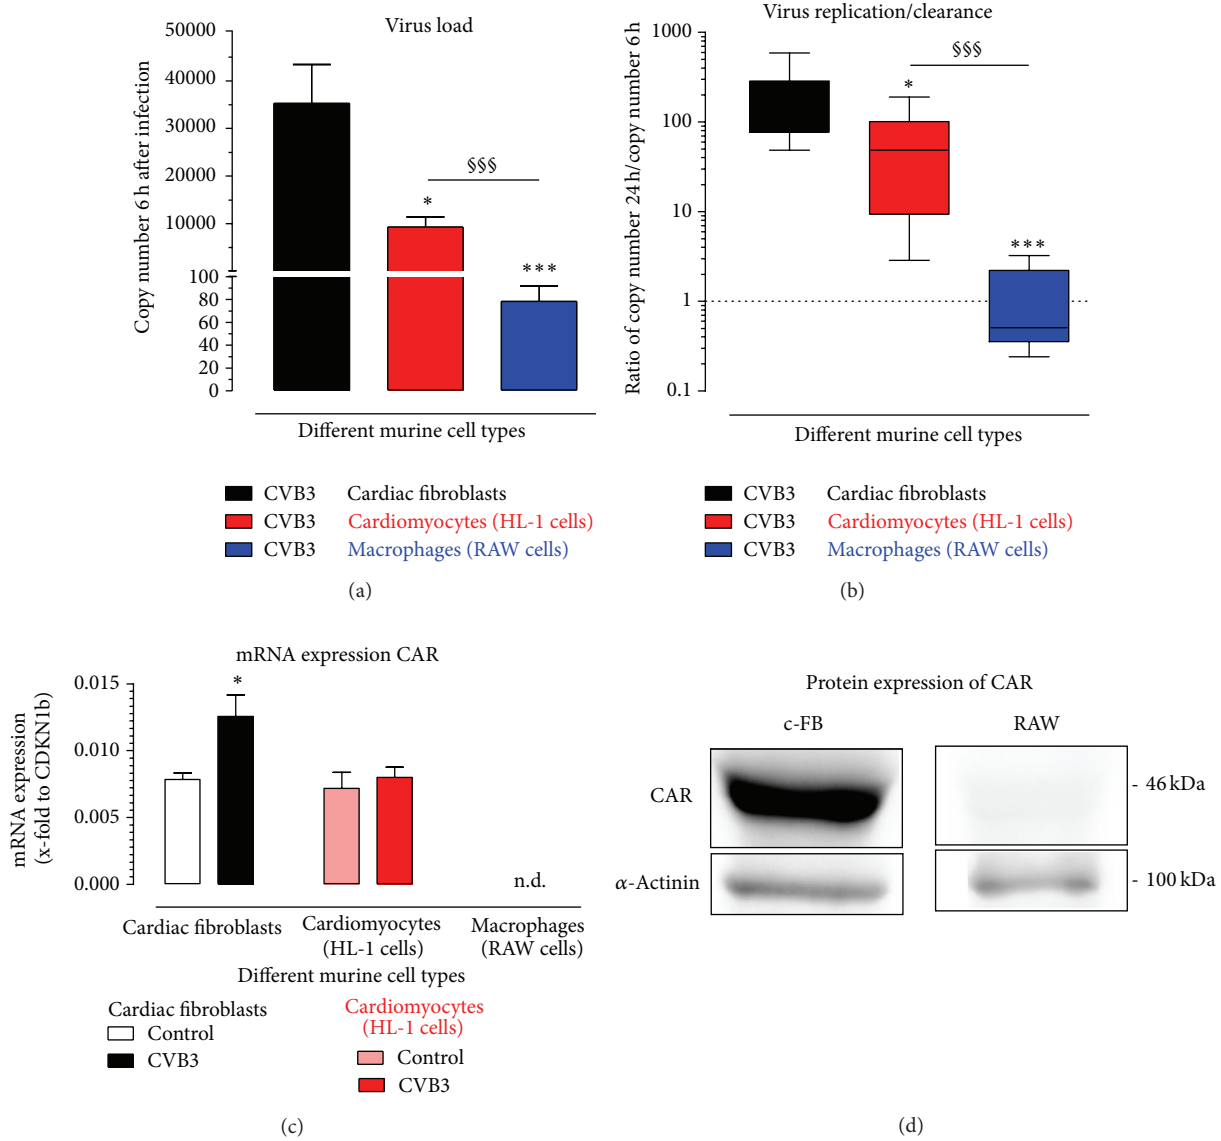 Virus load
Copy number 6 h after infection
50000
40000
30000
20000
10000
100
80
60
40
20
0
§§§
*
***
Different murine cell types
CVB3 Cardiac fibroblasts
CVB3 Cardiomyocytes (HL-1 cells)
CVB3 Macrophages (RAW cells)
(a)
Virus replication/clearance
Ratio of copy number 24 h/copy number 6 h
1000
100
10
1
0.1
§§§
*
***
Different murine cell types
CVB3 Cardiac fibroblasts
CVB3 Cardiomyocytes (HL-1 cells)
CVB3 Macrophages (RAW cells)
(b)
mRNA expression CAR
mRNA expression
(x-fold to CDKN1b)
0.015
0.010
0.005
0.000
*
n.d.
Cardiac fibroblasts
Cardiomyocytes
(HL-1 cells)
Macrophages
(RAW cells)
Different murine cell types
Cardiac fibroblasts
Control
CVB3
Cardiomyocytes
(HL-1 cells)
Control
CVB3
(c)
Protein expression of CAR
c-FB
RAW
CAR
- 46 kDa
α-Actinin
- 100 kDa
(d)